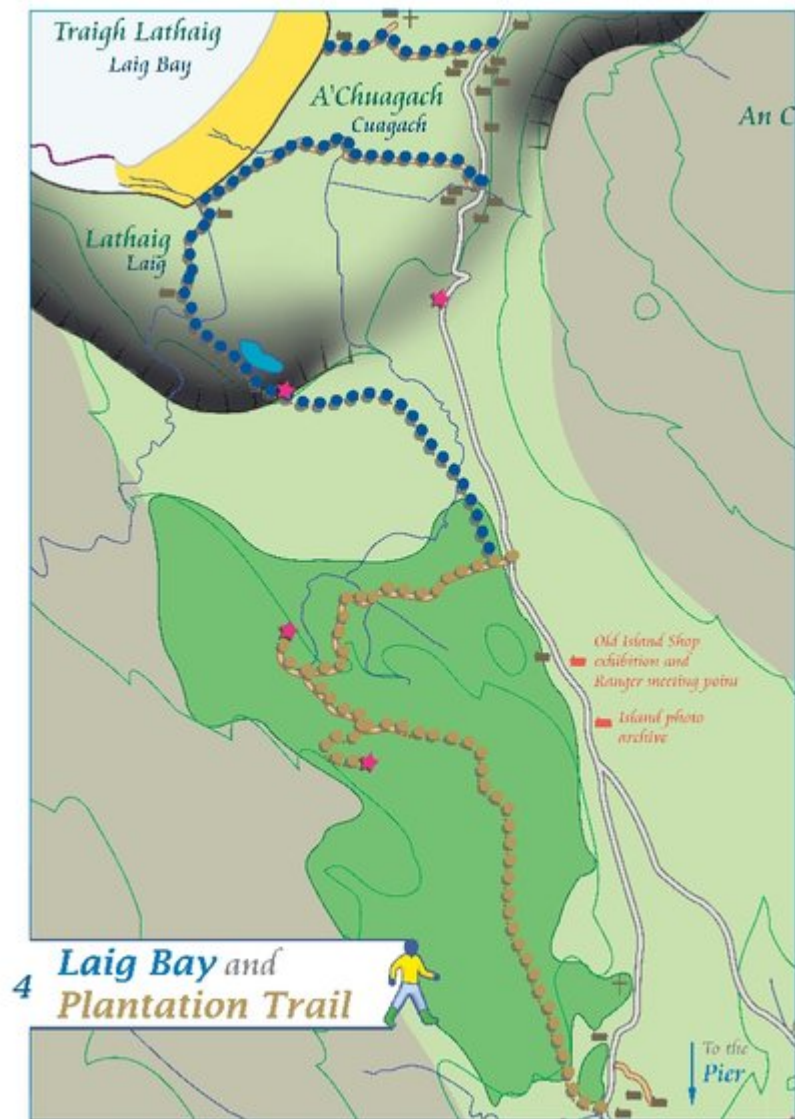 Traigh Lathaig
Laig Bay
A'Chuagach
Cuagach
An C
Lathaig
Laig
Old Island Shop
exhibition and
Ranger meeting point
Island photo
archive
4
Laig Bay and
Plantation Trail
To the
Pier